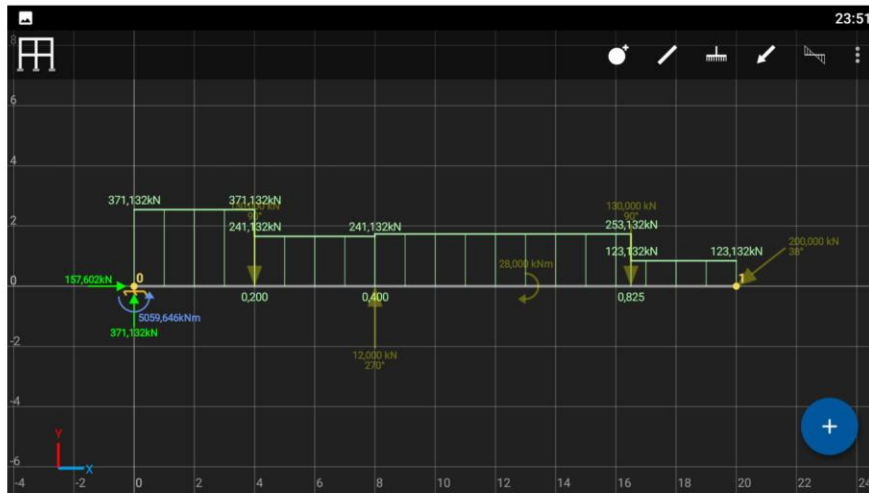 23:51
8
6
4
2
0
-2
-4
-6
371,132kN
371,132kN
90°
241,132kN
241,132kN
130,000 kN
90°
253,132kN
123,132kN
123,132kN
200,000 kN
38°
28,000 kNm
157,602kN
0
1
5059,646kNm
371,132kN
0,200
0,400
0,825
12,000 kN
270°
Y
X
+
-4
-2
0
2
4
6
8
10
12
14
16
18
20
22
24